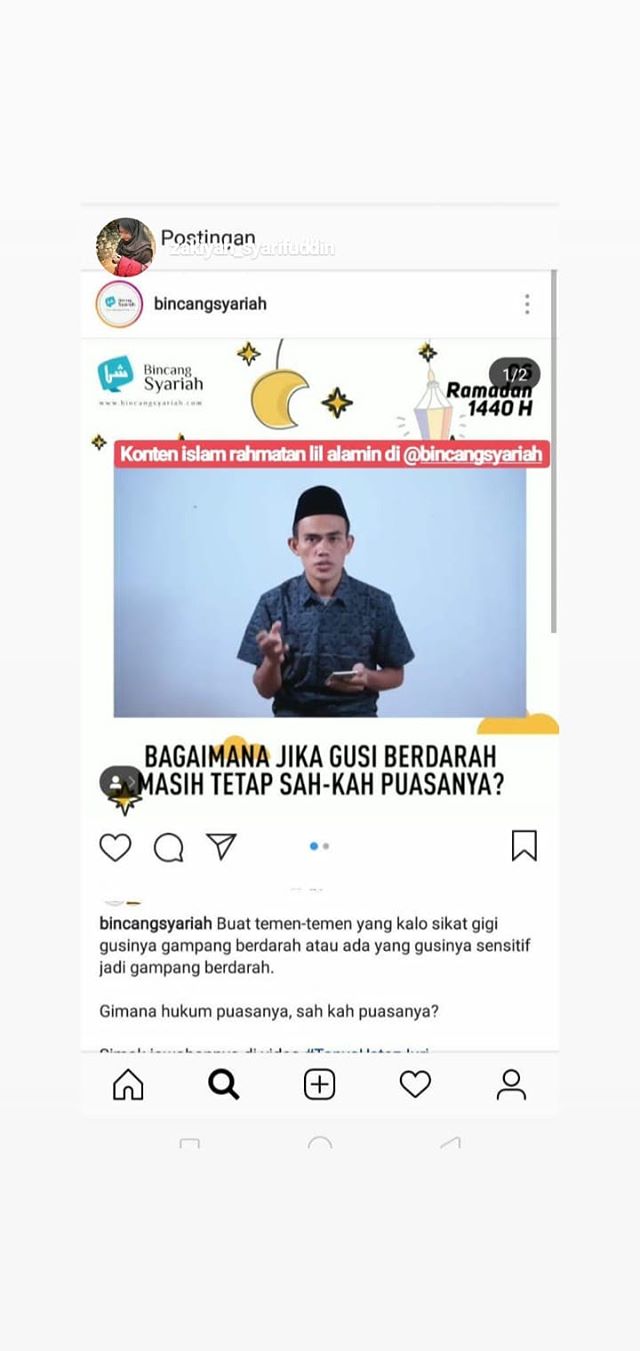 Postingan
zakiyah_syarifuddin
bincangsyariah
Bincang
Syariah
www.bincangsyariah.com
1/2
Ramadan
1440 H
Konten islam rahmatan lil alamin di @bincangsyariah
BAGAIMANA JIKA GUSI BERDARAH
MASIH TETAP SAH-KAH PUASANYA?
bincangsyariah Buat temen-temen yang kalo sikat gigi
gusinya gampang berdarah atau ada yang gusinya sensitif
jadi gampang berdarah.
Gimana hukum puasanya, sah kah puasanya?